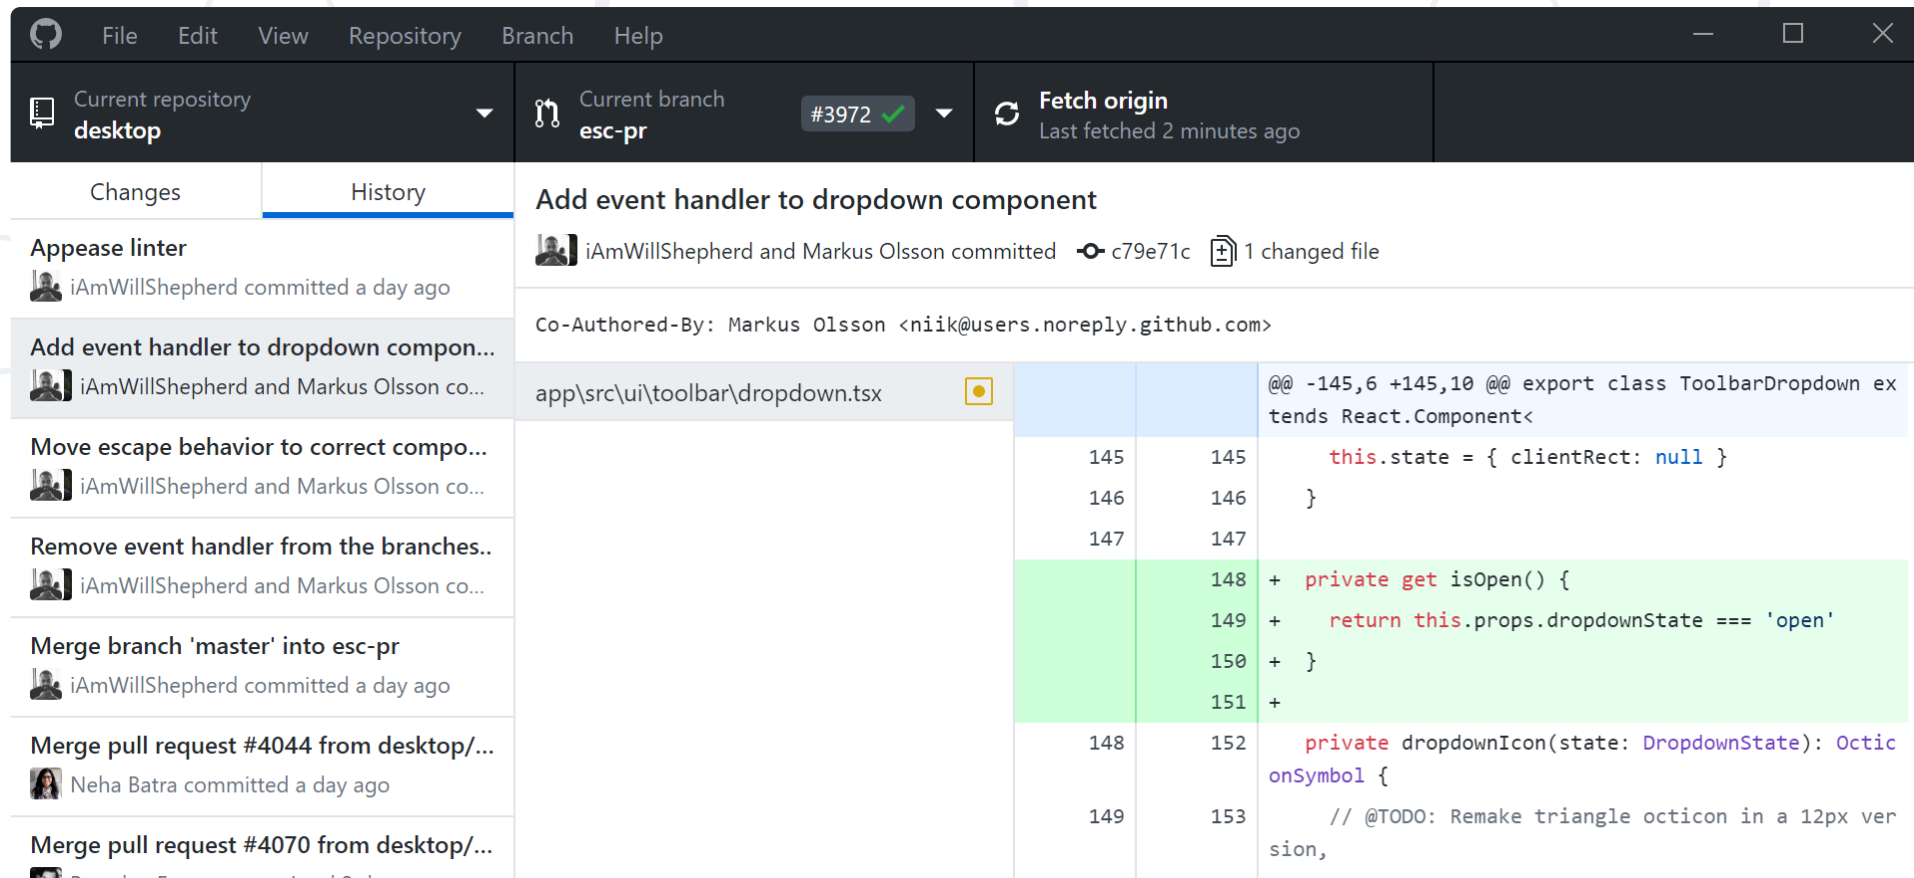 File Edit View Repository Branch Help
Current repository
desktop
Current branch
esc-pr
#3972
Fetch origin
Last fetched 2 minutes ago
Changes
History
Appease linter
iAmWillShepherd committed a day ago
Add event handler to dropdown compon...
iAmWillShepherd and Markus Olsson co...
Move escape behavior to correct compo...
iAmWillShepherd and Markus Olsson co...
Remove event handler from the branches..
iAmWillShepherd and Markus Olsson co...
Merge branch 'master' into esc-pr
iAmWillShepherd committed a day ago
Merge pull request #4044 from desktop/...
Neha Batra committed a day ago
Merge pull request #4070 from desktop/...
Add event handler to dropdown component
iAmWillShepherd and Markus Olsson committed c79e71c 1 changed file
Co-Authored-By: Markus Olsson <niik@users.noreply.github.com>
app\src\ui\toolbar\dropdown.tsx
@@ -145,6 +145,10 @@ export class ToolbarDropdown ex
tends React.Component<
145 145 this.state = { clientRect: null }
146 146 }
147 147
148 + private get isOpen() {
149 + return this.props.dropdownState === 'open'
150 + }
151 +
148 152 private dropdownIcon(state: DropdownState): Octic
onSymbol {
149 153 // @TODO: Remake triangle octicon in a 12px ver
sion,